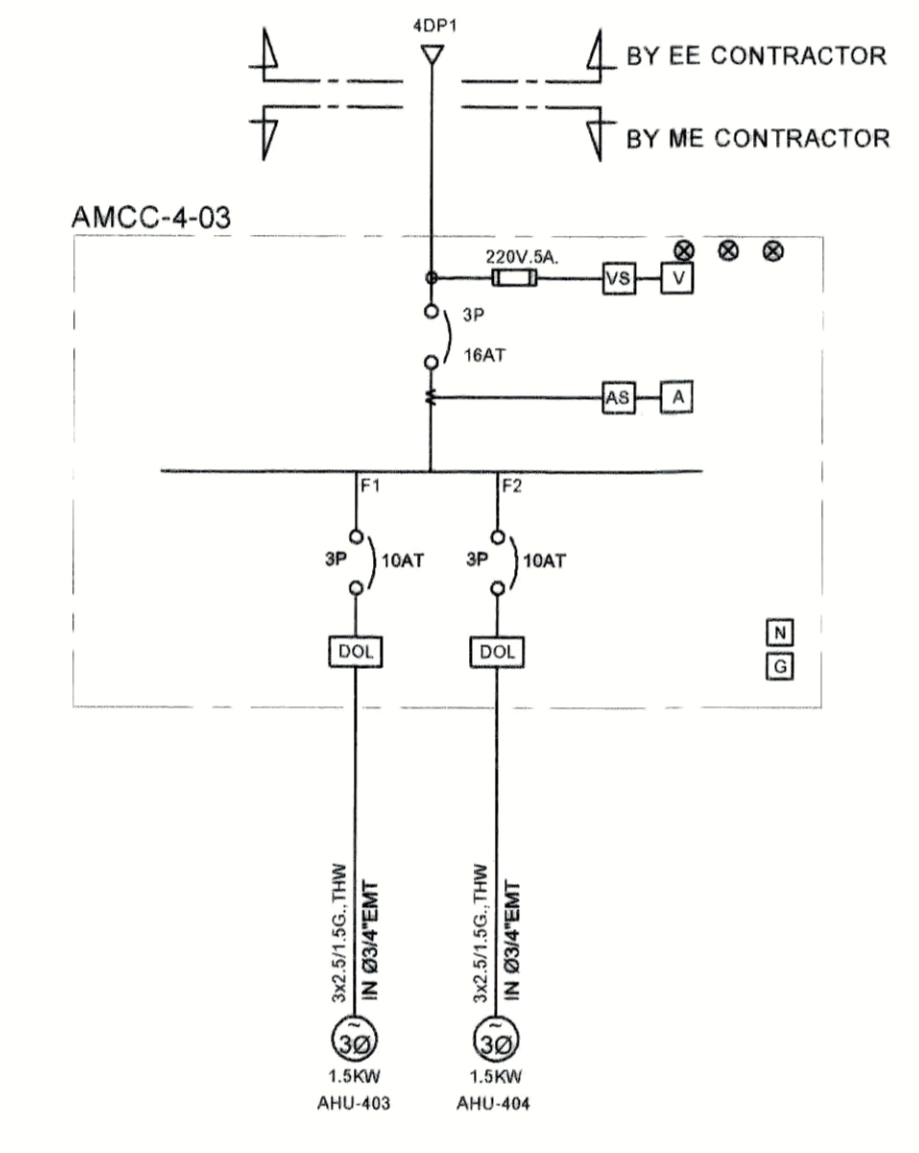 4DP1
BY EE CONTRACTOR
BY ME CONTRACTOR
AMCC-4-03
220V.5A.
VS
V
3P
16AT
AS
A
F1
F2
3P
10AT
3P
10AT
DOL
DOL
N
G
3x2.5/1.5G.,THW
IN Ø3/4"EMT
3x2.5/1.5G.,THW
IN Ø3/4"EMT
~
3Ø
~
3Ø
1.5KW
1.5KW
AHU-403
AHU-404